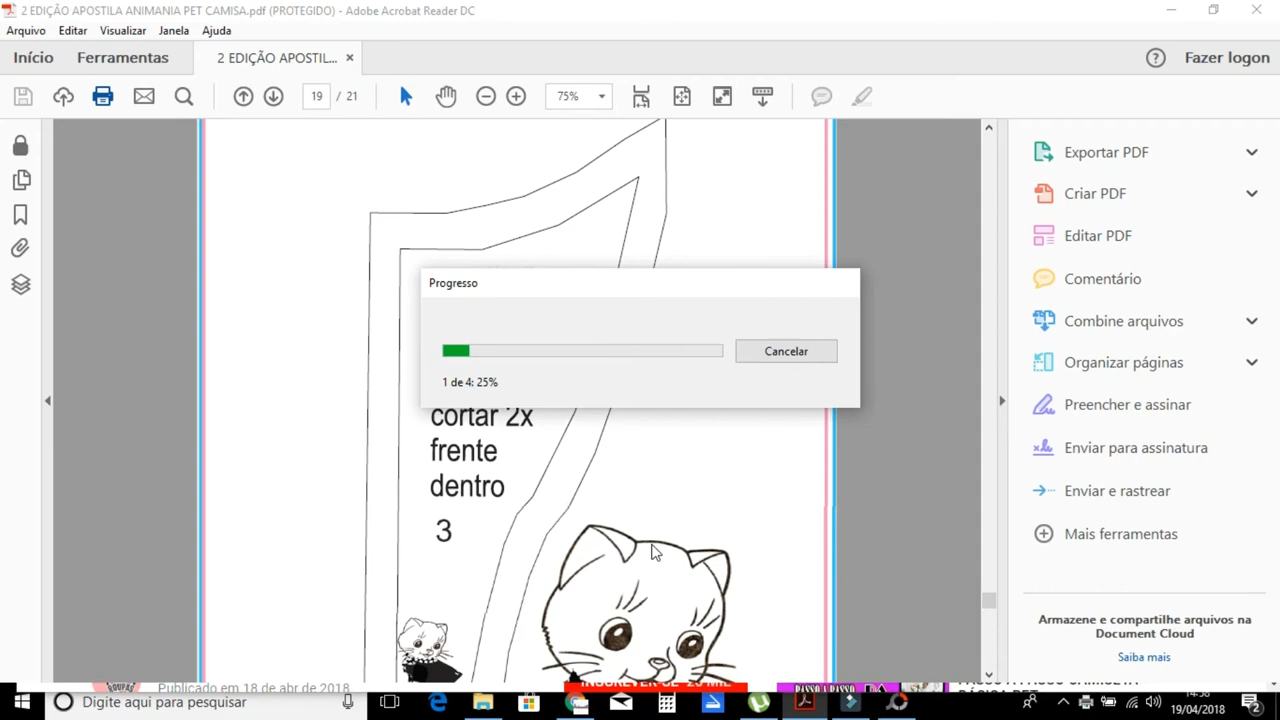 2 EDIÇÃO APOSTILA ANIMANIA PET CAMISA.pdf (PROTEGIDO) - Adobe Acrobat Reader DC
Arquivo Editar Visualizar Janela Ajuda
Início Ferramentas 2 EDIÇÃO APOSTIL... × Fazer logon
19 / 21 75%
Exportar PDF
Criar PDF
Editar PDF
Comentário
Combine arquivos
Organizar páginas
Preencher e assinar
Enviar para assinatura
Enviar e rastrear
Mais ferramentas
Armazene e compartilhe arquivos na
Document Cloud
Saiba mais
Progresso
Cancelar
1 de 4: 25%
cortar 2x
frente
dentro
3
Publicado em 18 de abr de 2018
Digite aqui para pesquisar
14:58
19/04/2018
2